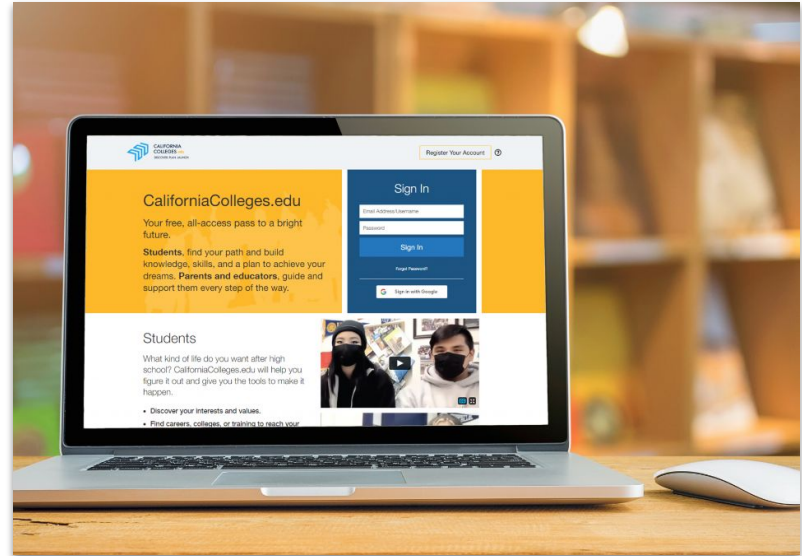 CALIFORNIA
COLLEGES.EDU
DISCOVER. PLAN. LAUNCH.
Register Your Account
CaliforniaColleges.edu
Your free, all-access pass to a bright
future.
Students, find your path and build
knowledge, skills, and a plan to achieve your
dreams. Parents and educators, guide and
support them every step of the way.
Sign In
Email Address/Username
Password
Sign In
Forgot Password?
G Sign in with Google
Students
What kind of life do you want after high
school? CaliforniaColleges.edu will help you
figure it out and give you the tools to make it
happen.
• Discover your interests and values.
• Find careers, colleges, or training to reach your